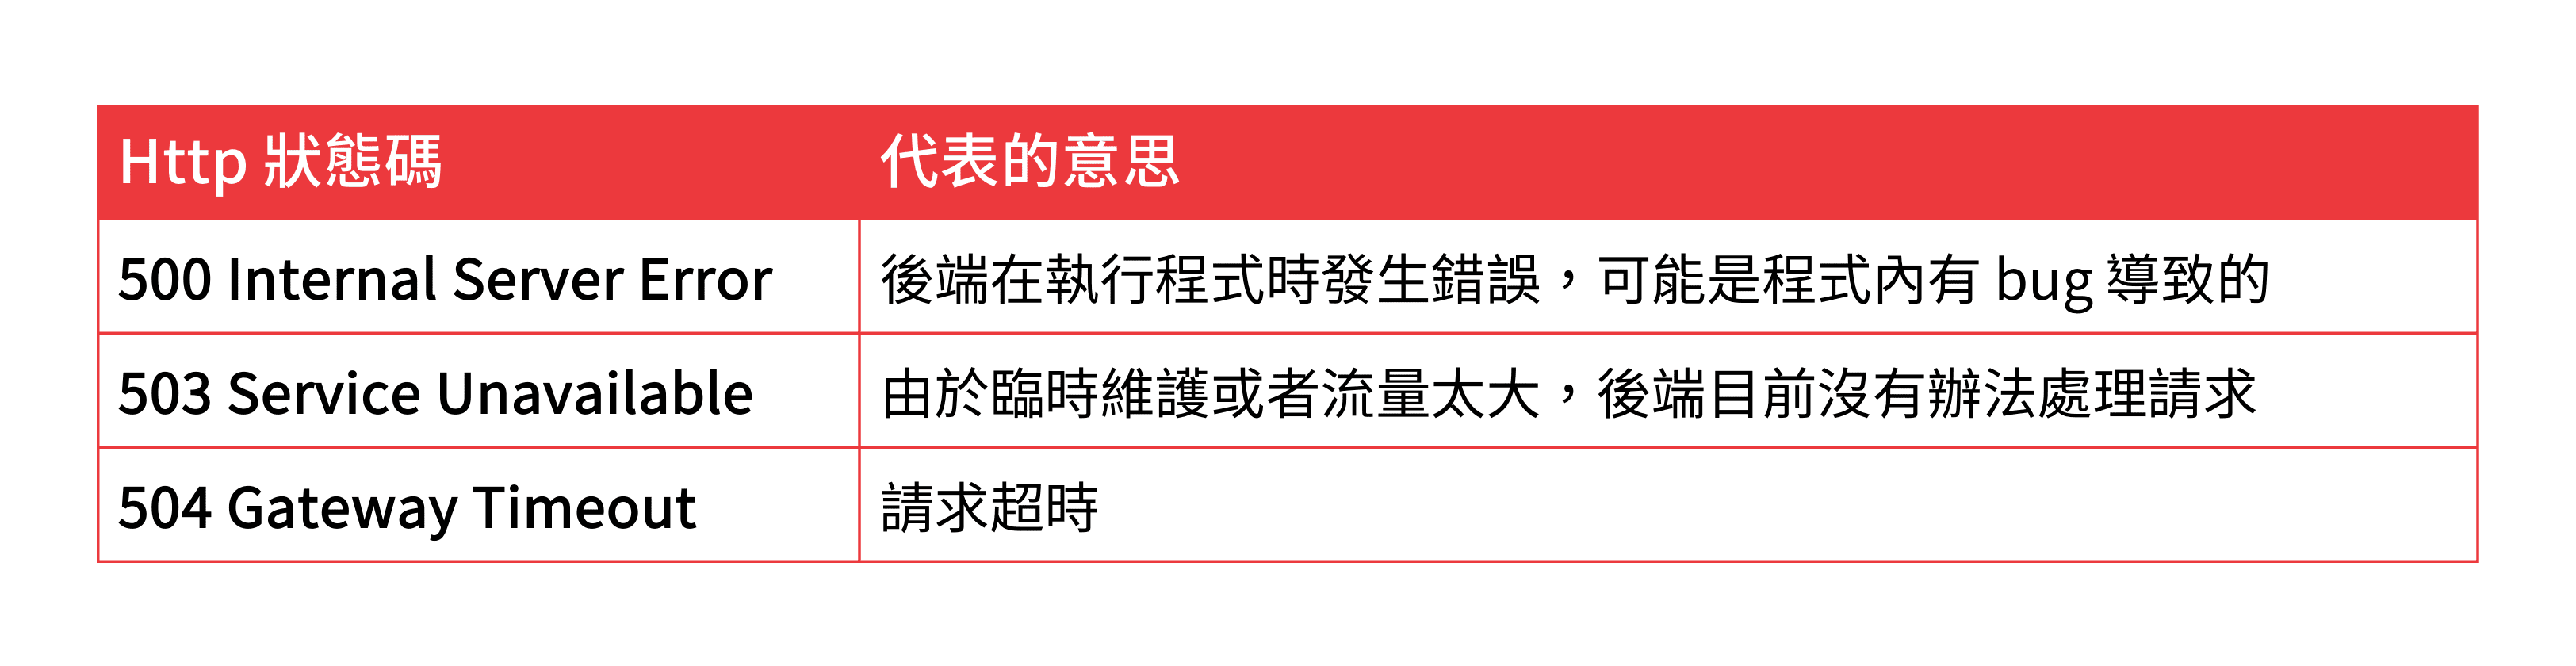 Http 狀態碼 代表的意思
500 Internal Server Error 後端在執行程式時發生錯誤，可能是程式內有 bug 導致的
503 Service Unavailable 由於臨時維護或者流量太大，後端目前沒有辦法處理請求
504 Gateway Timeout 請求超時